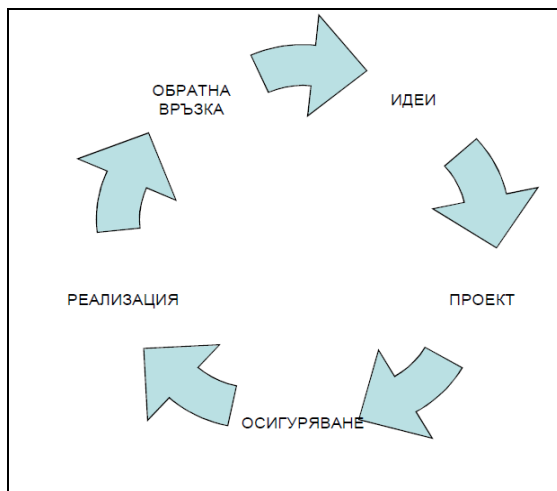 ОБРАТНА
ВРЪЗКА
ИДЕИ
ПРОЕКТ
ОСИГУРЯВАНЕ
РЕАЛИЗАЦИЯ